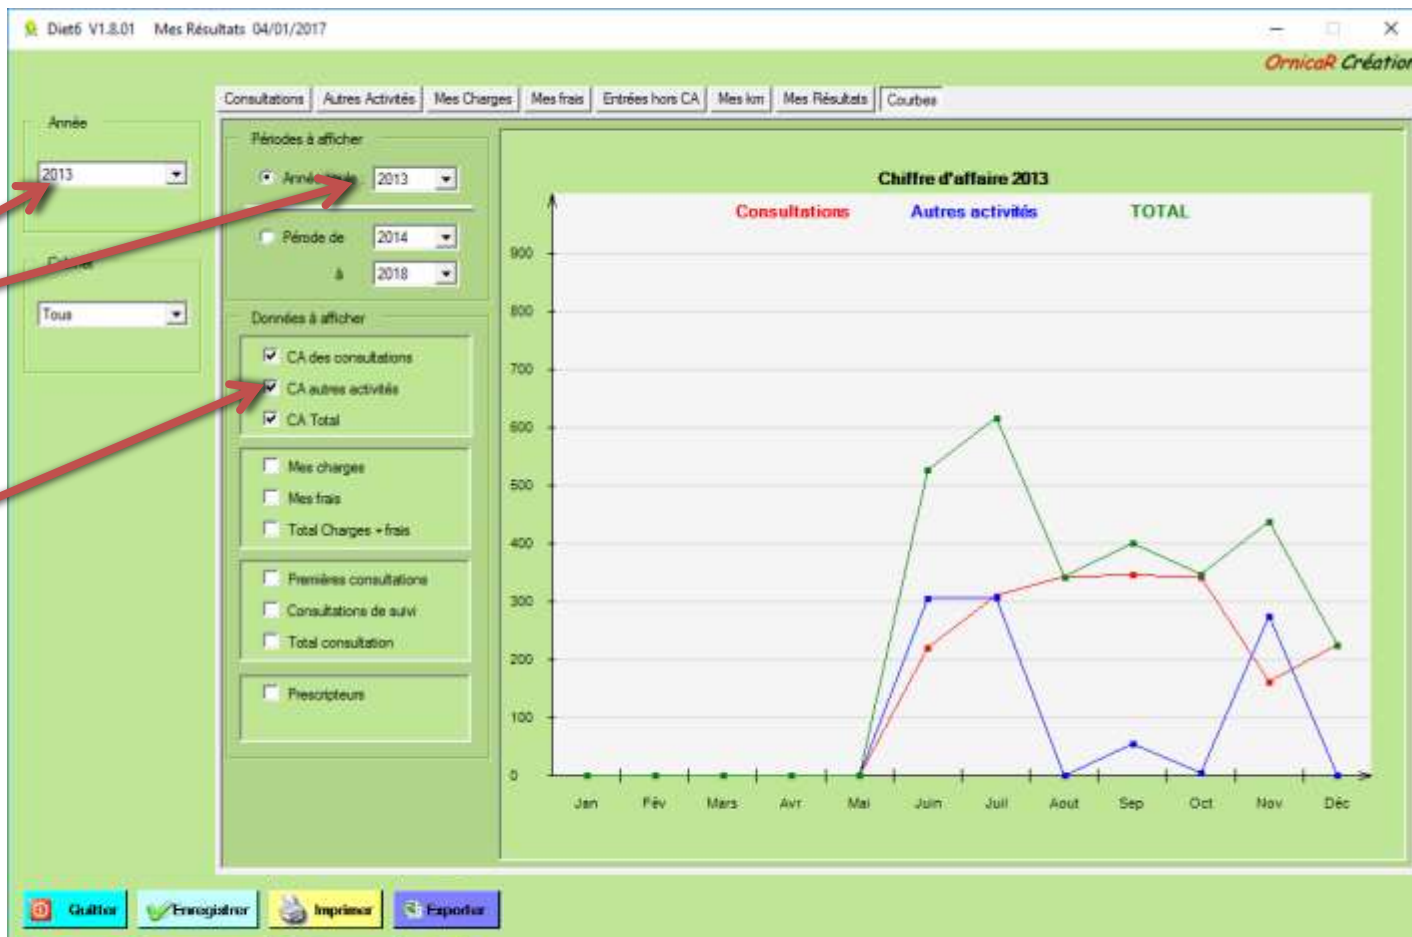 Diet6 V1.8.01 Mes Résultats 04/01/2017
OrnicaR Création
Consultations Autres Activités Mes Charges Mes frais Entrées hors CA Mes km Mes Résultats Courbes
Année
2013
Tous
Périodes à afficher
2013
Période de 2014
à 2018
Données à afficher
CA des consultations
CA autres activités
CA Total
Mes charges
Mes frais
Total Charges + frais
Premières consultations
Consultations de suivi
Total consultation
Prescripteurs
Chiffre d'affaire 2013
Consultations Autres activités TOTAL
900
800
700
600
500
400
300
200
100
0
Jan Fév Mars Avr Mai Juin Juil Aout Sep Oct Nov Déc
Quitter Enregistrer Imprimer Exporter